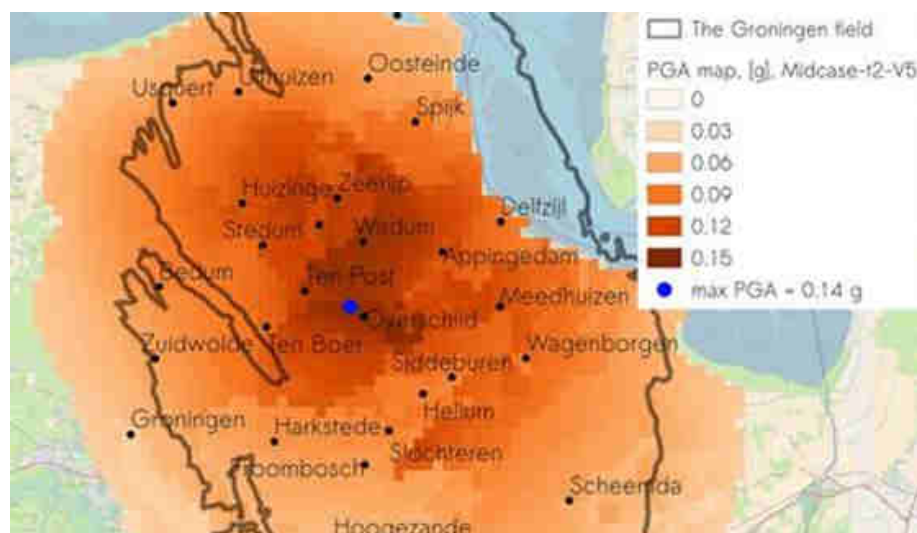 The Groningen field
PGA map, [g], Midcase-t2-V5
0
0.03
0.06
0.09
0.12
0.15
max PGA = 0.14 g
Oosteinde
Usquert
Spijk
Huizinge
Zeerijp
Delfzijl
Stedum
Wirdum
Appingedam
Bedum
Ten Post
Meedhuizen
Overschild
Zuidwolde
Ten Boer
Wagenborgen
Siddeburen
Hellum
Groningen
Harkstede
Slochteren
Froombosch
Scheemda
Hoogezande